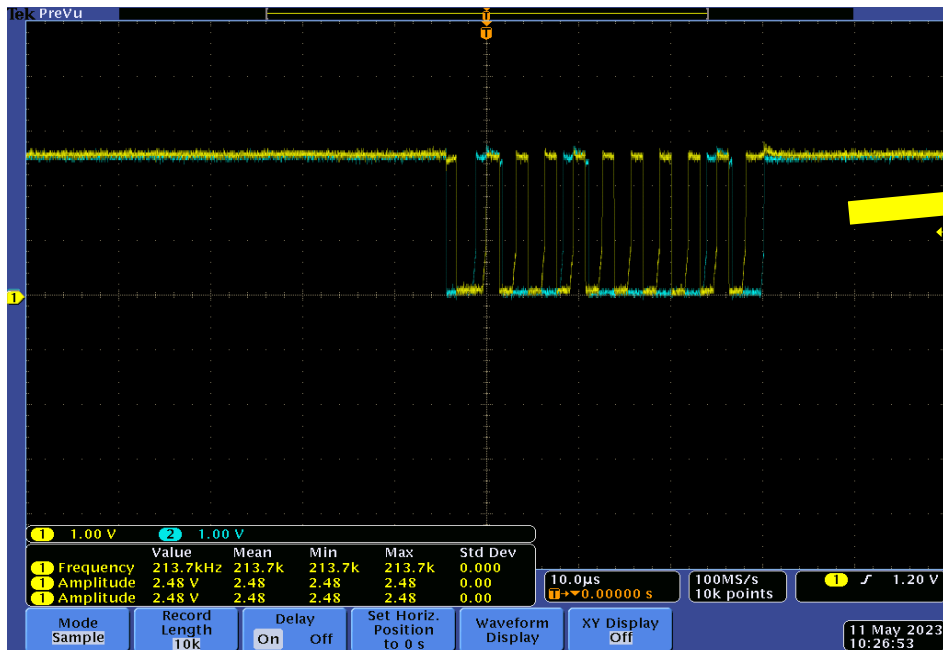 Tek PreVu
T
T
1
1 1.00 V 2 1.00 V
Value Mean Min Max Std Dev
1 Frequency 213.7kHz 213.7k 213.7k 213.7k 0.000
1 Amplitude 2.48 V 2.48 2.48 2.48 0.00
1 Amplitude 2.48 V 2.48 2.48 2.48 0.00
10.0µs
T→▼0.00000 s
100MS/s
10k points
1 ƒ 1.20 V
Mode
Sample
Record
Length
10k
Delay
On Off
Set Horiz.
Position
to 0 s
Waveform
Display
XY Display
Off
11 May 2023
10:26:53